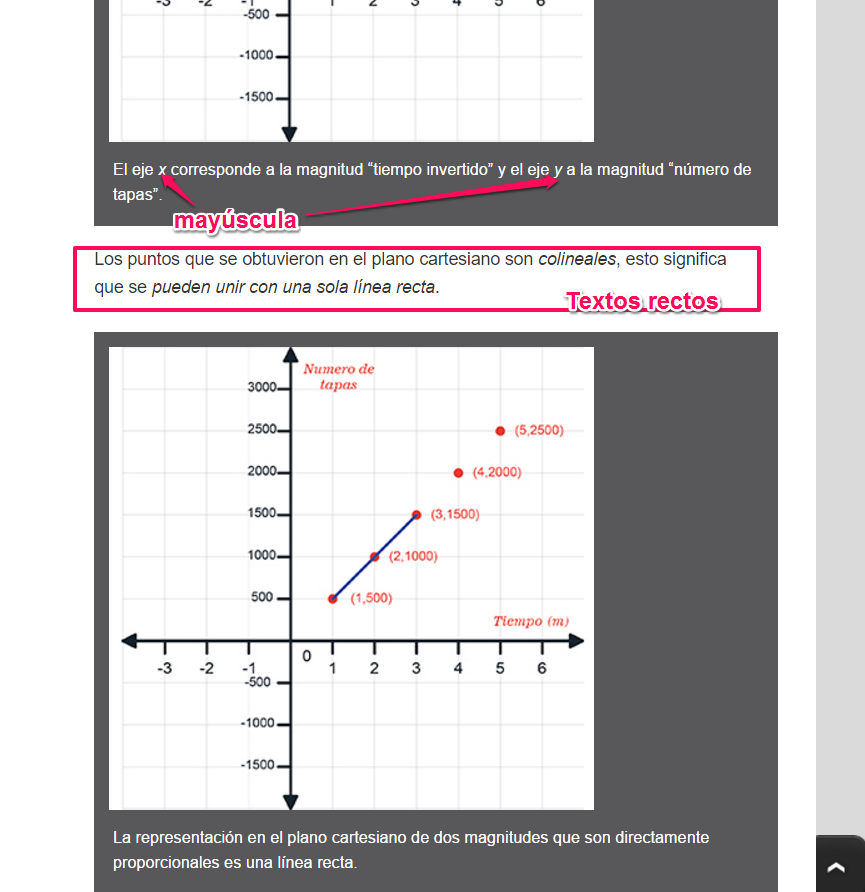 -3 -2 -1 1 2 3 4 5 6
-500
-1000
-1500
El eje x corresponde a la magnitud “tiempo invertido” y el eje y a la magnitud “número de
tapas”.
mayúscula
Los puntos que se obtuvieron en el plano cartesiano son colineales, esto significa
que se pueden unir con una sola línea recta.
Textos rectos
Numero de
tapas
3000
2500
(5,2500)
2000
(4,2000)
1500
(3,1500)
1000
(2,1000)
500
(1,500)
Tiempo (m)
0
-3 -2 -1 1 2 3 4 5 6
-500
-1000
-1500
La representación en el plano cartesiano de dos magnitudes que son directamente
proporcionales es una línea recta.